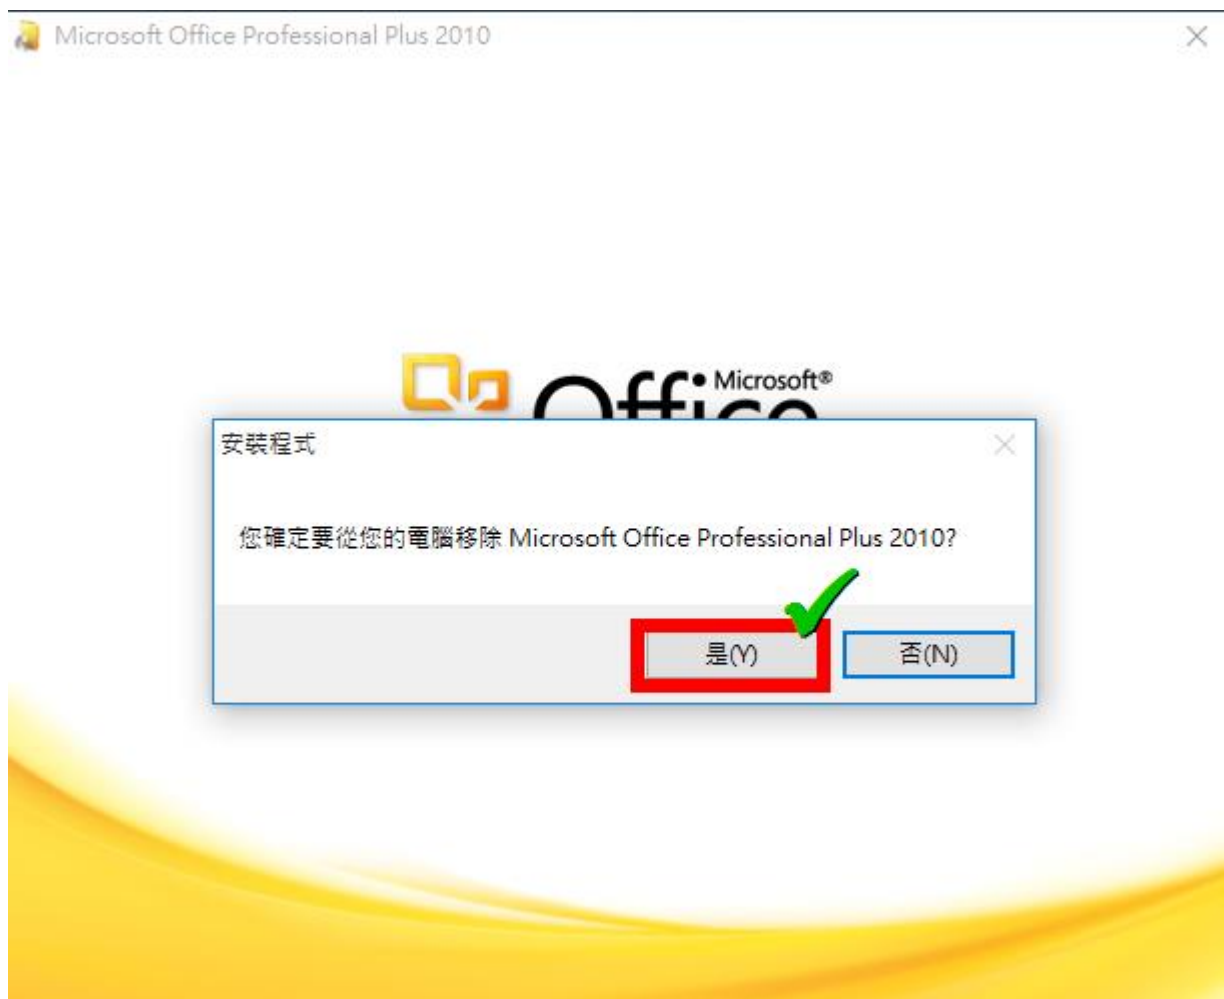 Microsoft Office Professional Plus 2010
Microsoft®
Office
安裝程式
您確定要從您的電腦移除 Microsoft Office Professional Plus 2010?
是(Y)
否(N)